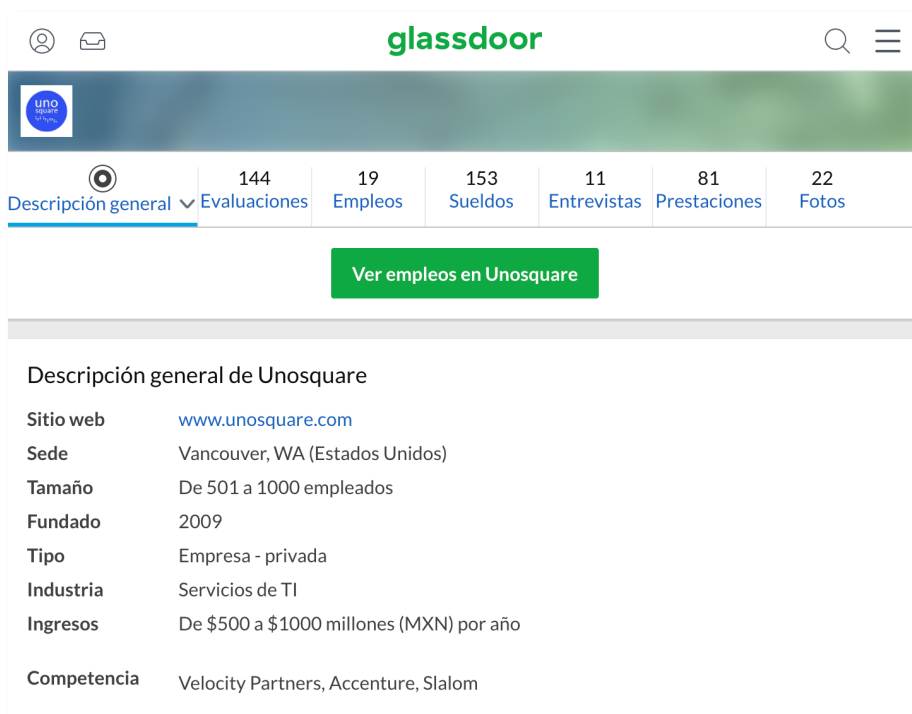 glassdoor
uno
square
144 19 153 11 81 22
Descripción general Evaluaciones Empleos Sueldos Entrevistas Prestaciones Fotos
Ver empleos en Unosquare
Descripción general de Unosquare
Sitio web www.unosquare.com
Sede Vancouver, WA (Estados Unidos)
Tamaño De 501 a 1000 empleados
Fundado 2009
Tipo Empresa - privada
Industria Servicios de TI
Ingresos De $500 a $1000 millones (MXN) por año
Competencia Velocity Partners, Accenture, Slalom